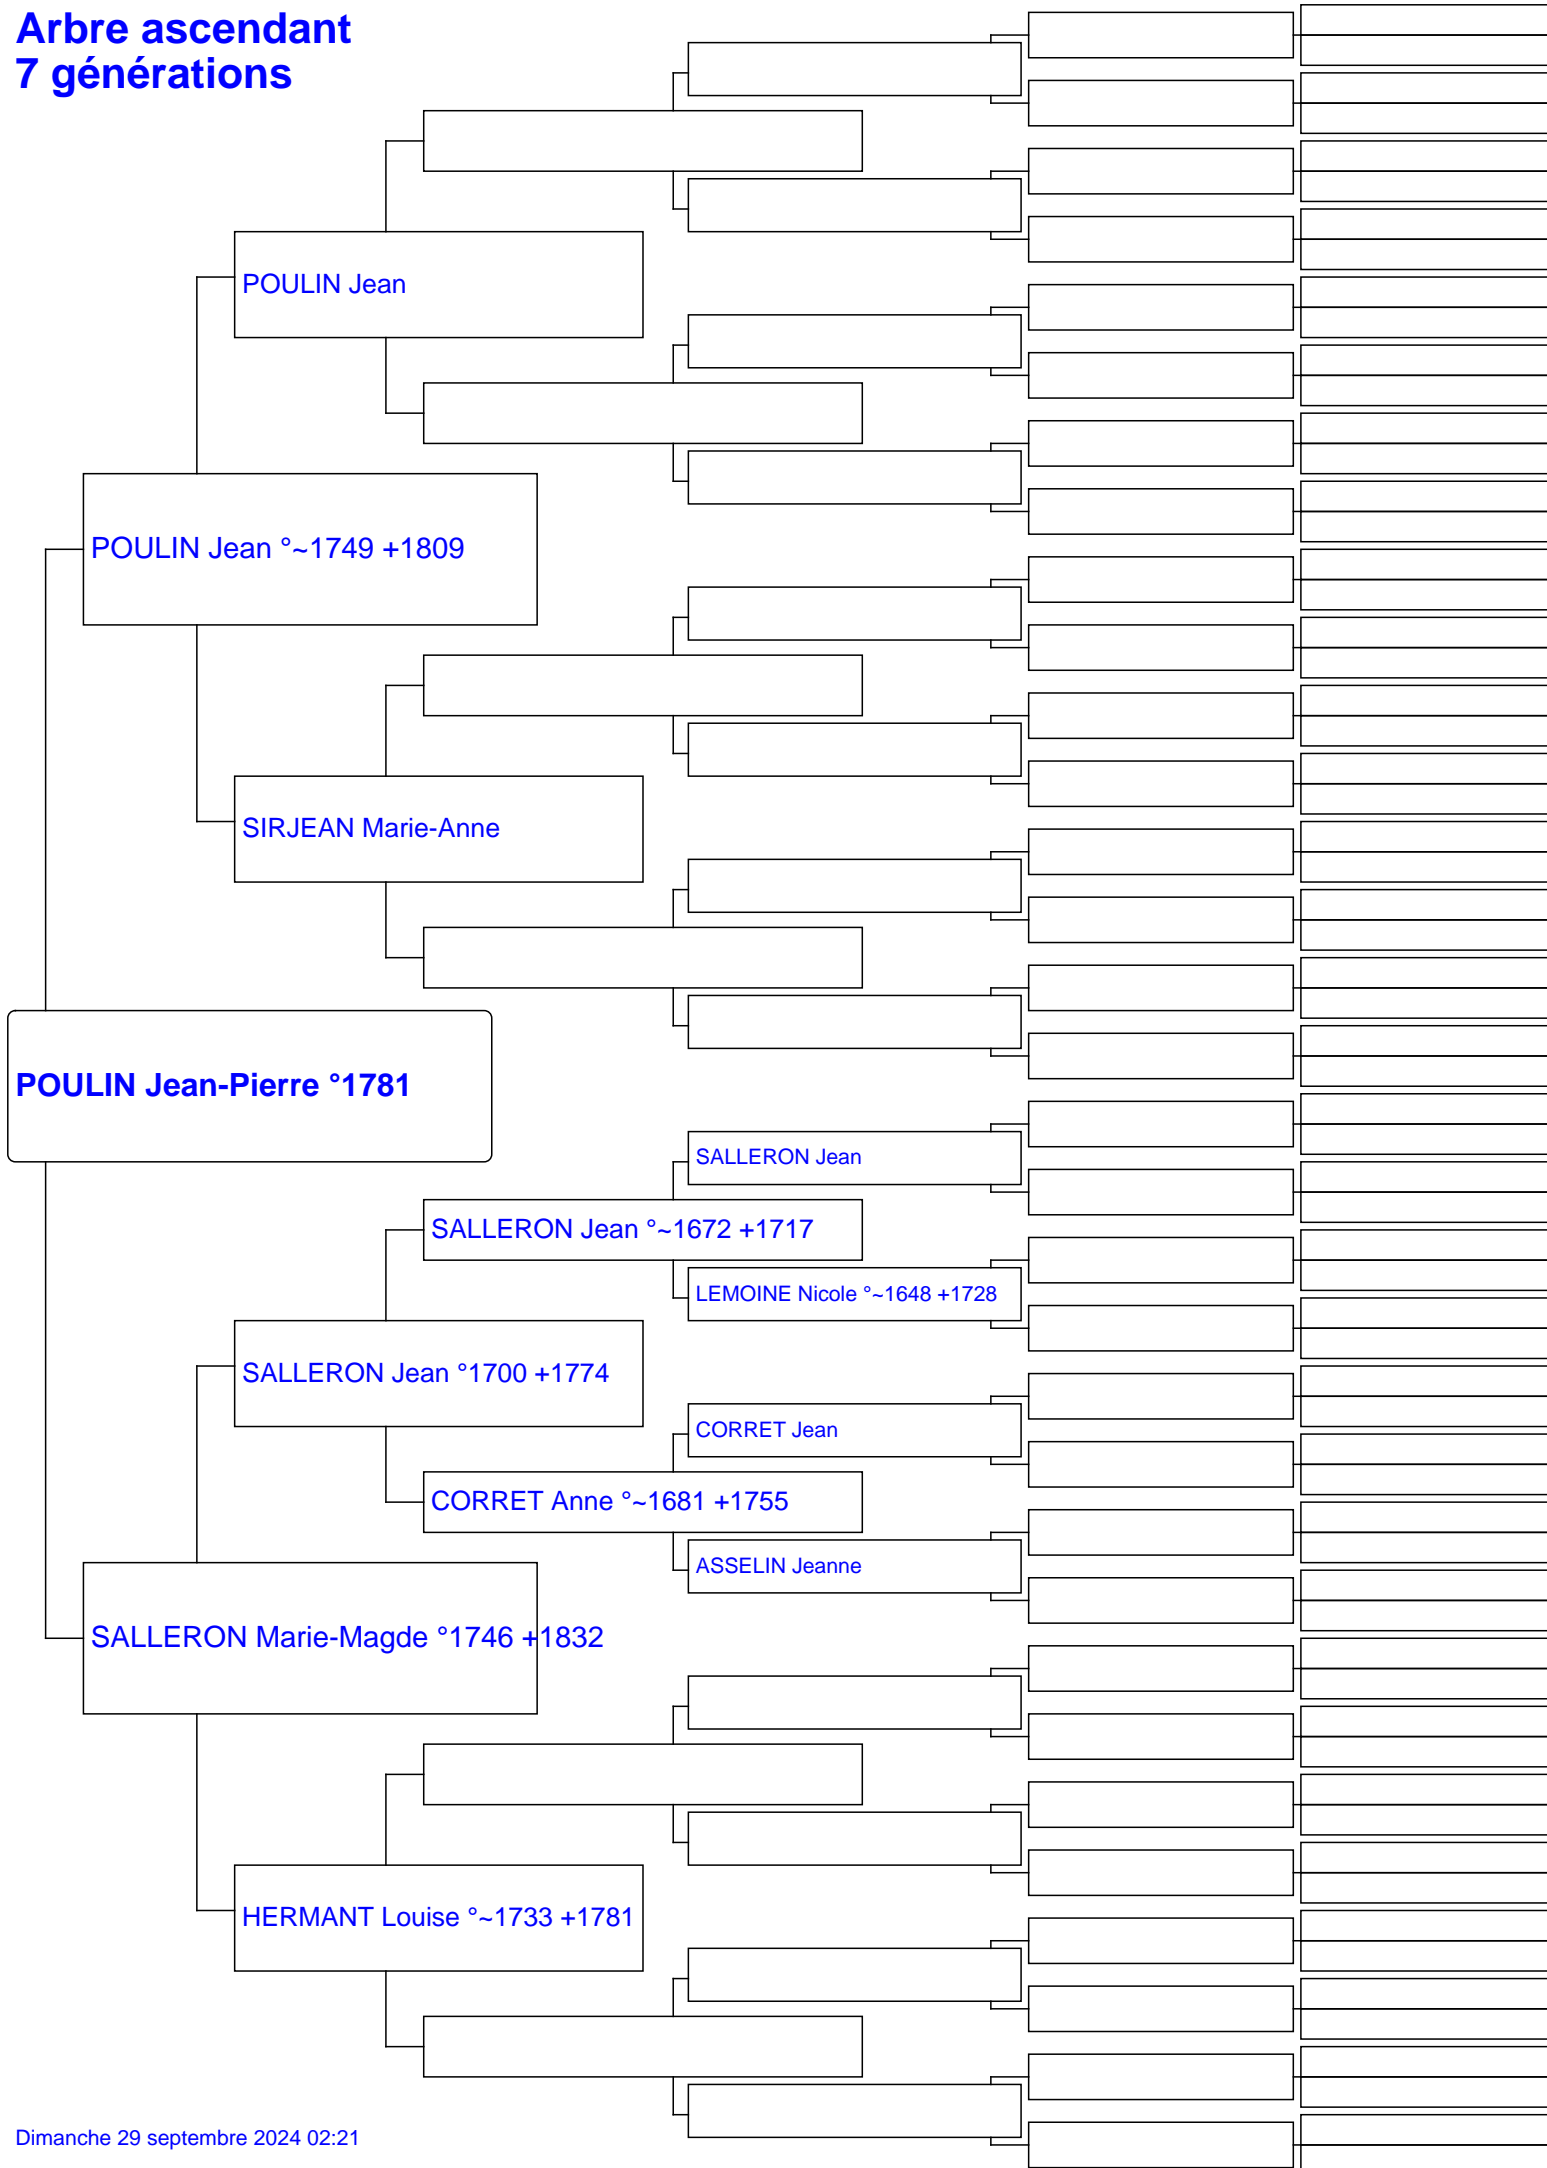 Arbre ascendant
7 générations
POULIN Jean
POULIN Jean °~1749 +1809
SIRJEAN Marie-Anne
POULIN Jean-Pierre °1781
SALLERON Jean
SALLERON Jean °~1672 +1717
LEMOINE Nicole °~1648 +1728
SALLERON Jean °1700 +1774
CORRET Jean
CORRET Anne °~1681 +1755
ASSELIN Jeanne
SALLERON Marie-Magde °1746 +1832
HERMANT Louise °~1733 +1781
Dimanche 29 septembre 2024 02:21